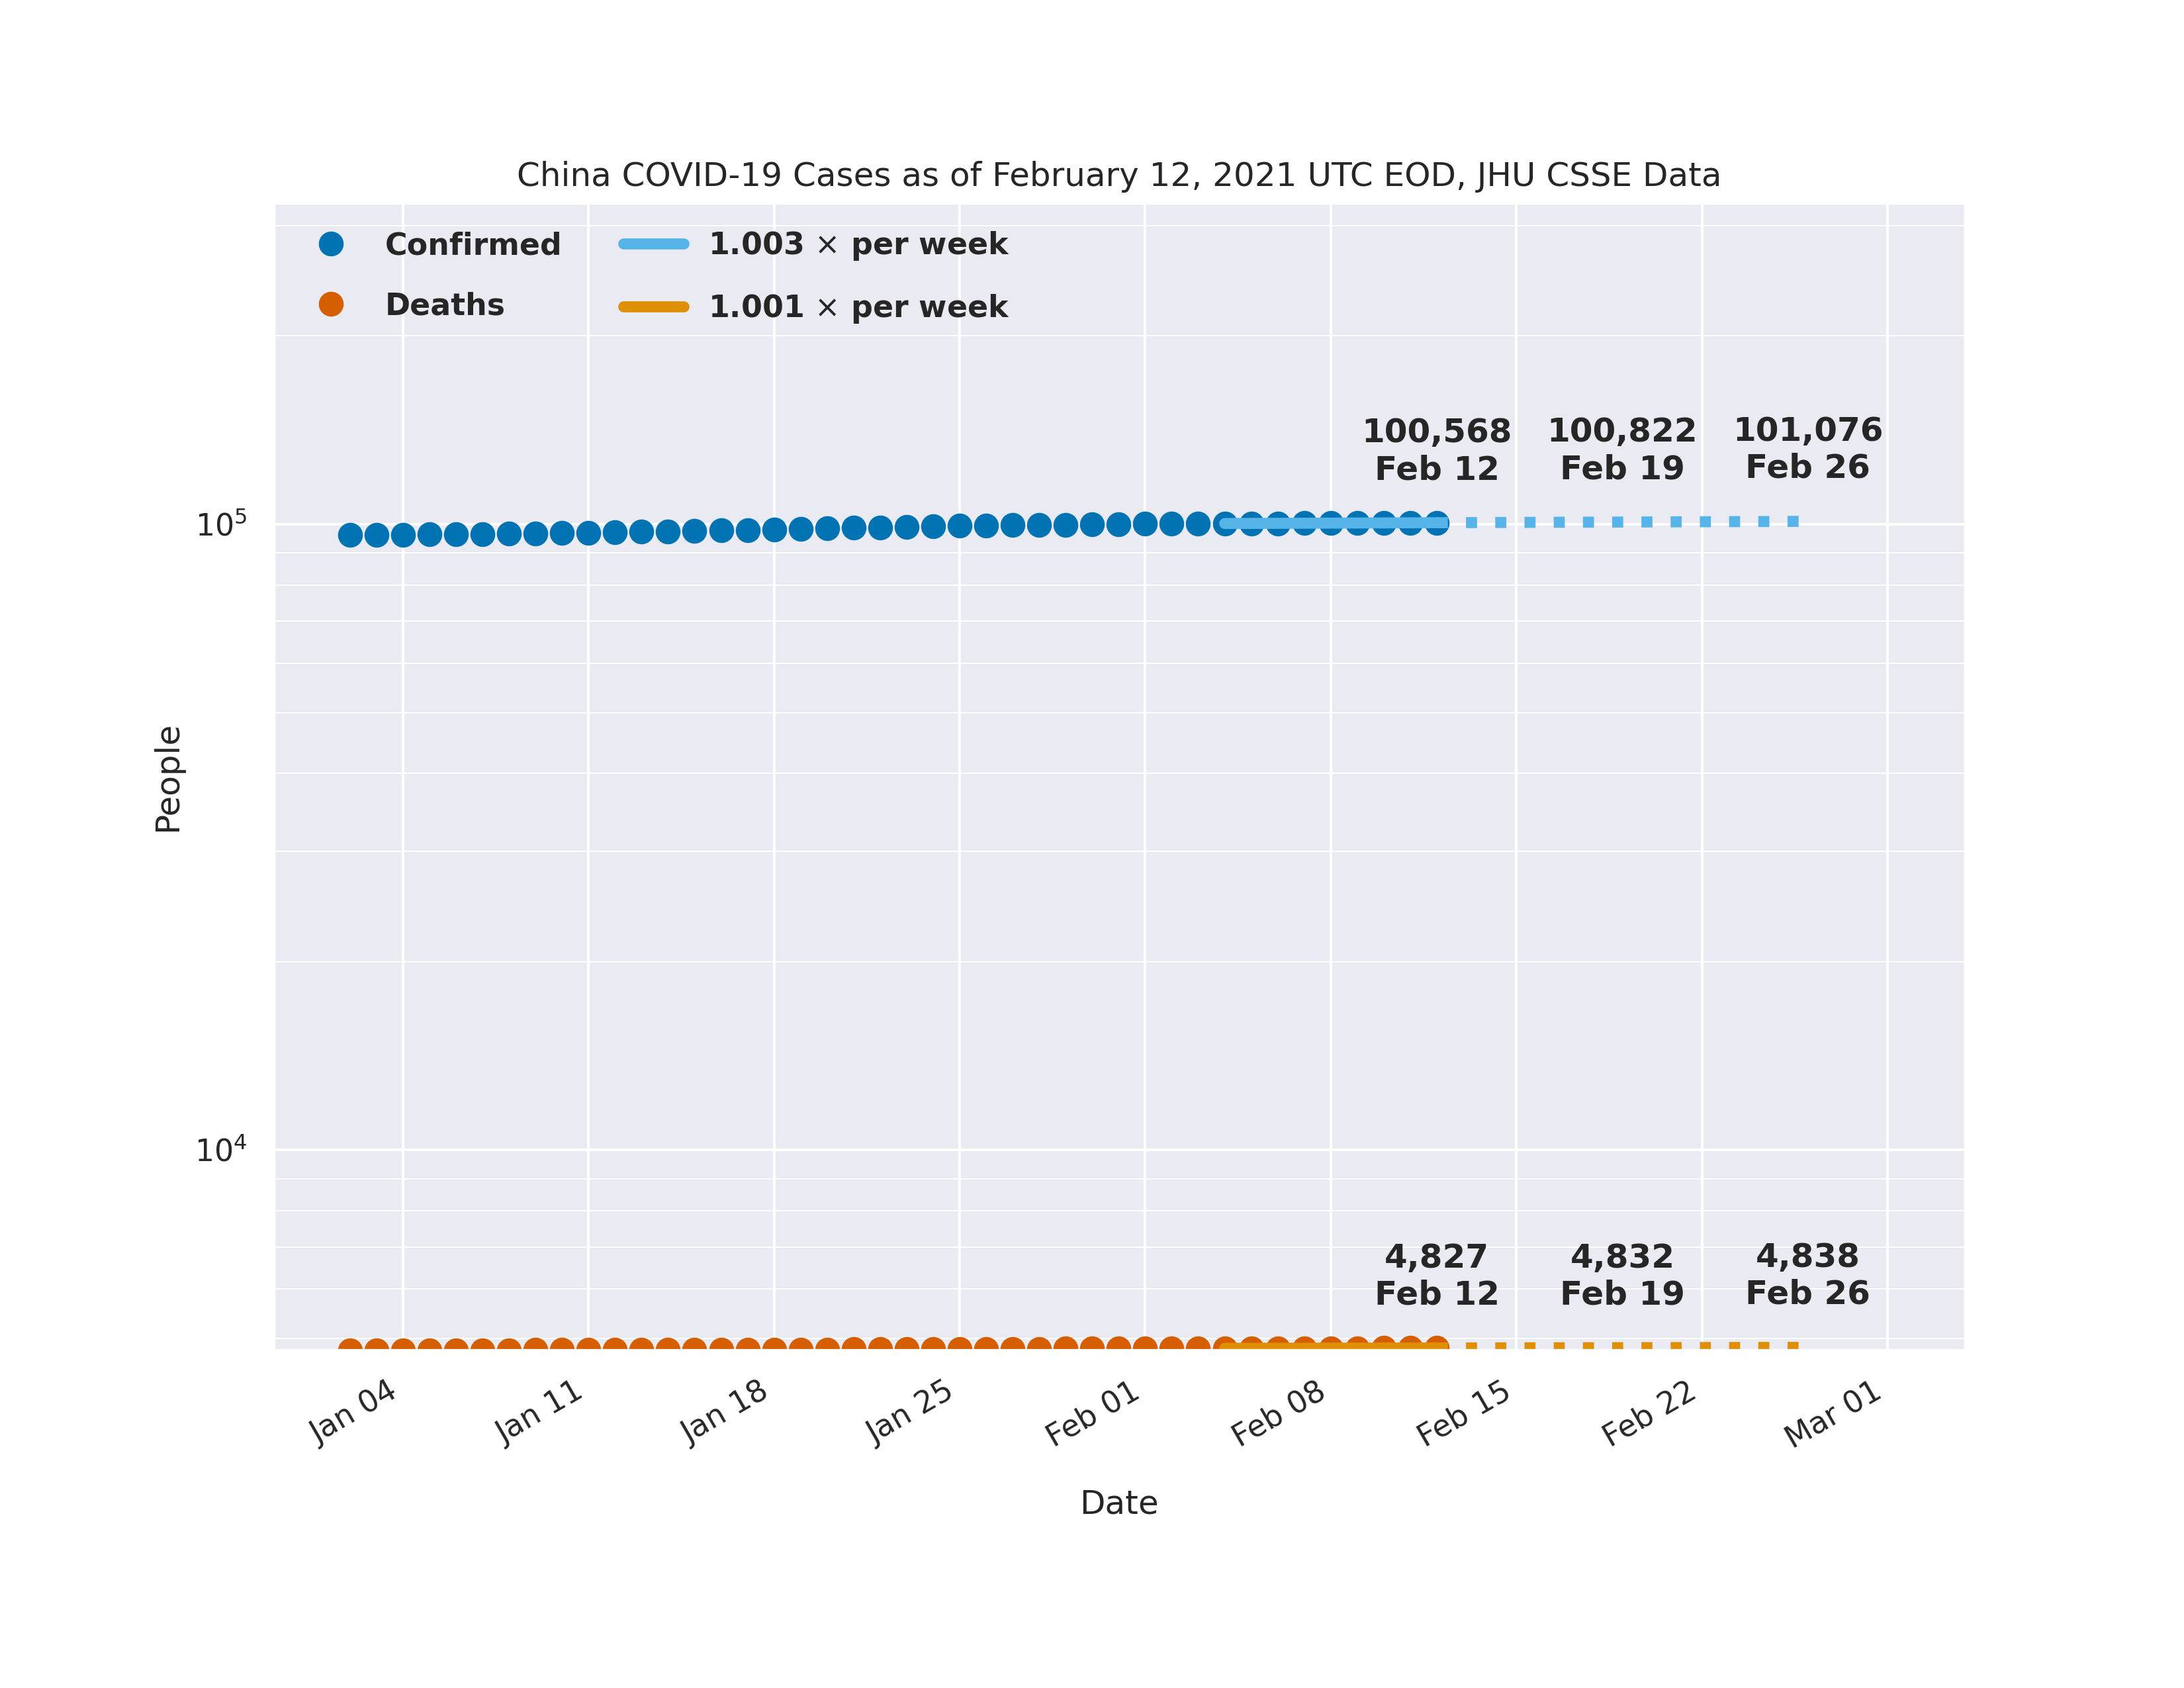 China COVID-19 Cases as of February 12, 2021 UTC EOD, JHU CSSE Data
Confirmed
Deaths
1.003 × per week
1.001 × per week
100,568
Feb 12
100,822
Feb 19
101,076
Feb 26
10⁵
People
10⁴
4,827
Feb 12
4,832
Feb 19
4,838
Feb 26
Jan 04
Jan 11
Jan 18
Jan 25
Feb 01
Feb 08
Feb 15
Feb 22
Mar 01
Date